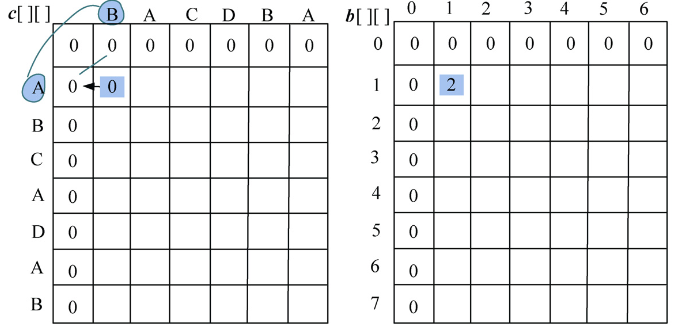 c[ ][ ] B A C D B A
0 0 0 0 0 0 0
A 0 0
B 0
C 0
A 0
D 0
A 0
B 0
b[ ][ ] 0 1 2 3 4 5 6
0 0 0 0 0 0 0 0
1 0 2
2 0
3 0
4 0
5 0
6 0
7 0